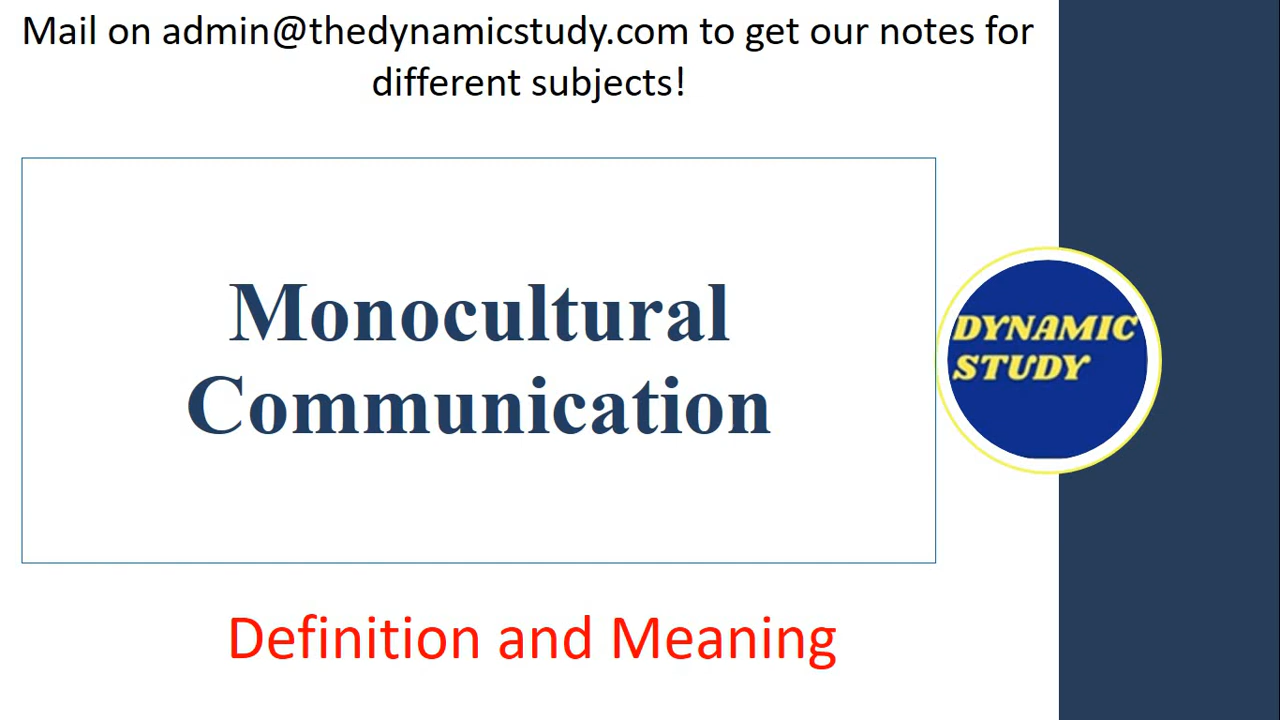 Mail on admin@thedynamicstudy.com to get our notes for
different subjects!
Monocultural
Communication
DYNAMIC
STUDY
Definition and Meaning